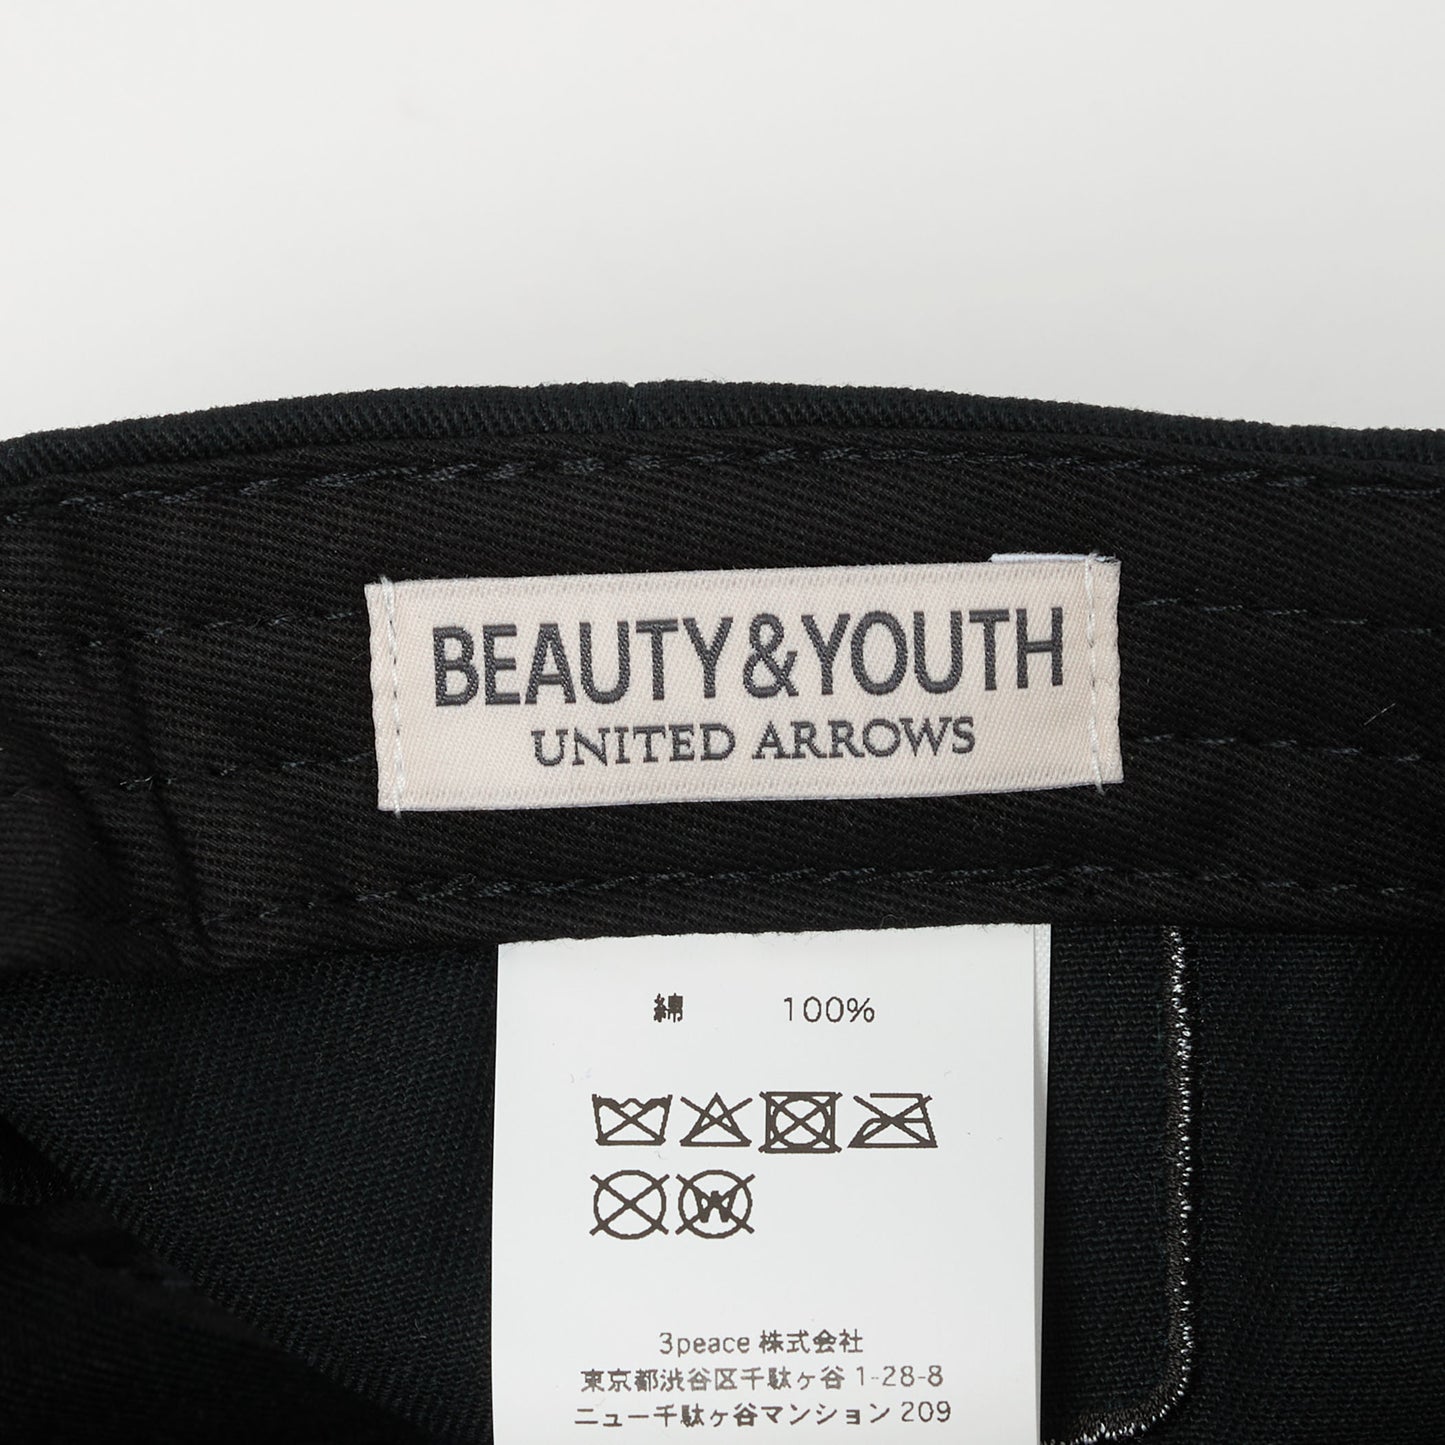 BEAUTY&YOUTH
UNITED ARROWS
綿 100%
W
3peace 株式会社
東京都渋谷区千駄ヶ谷 1-28-8
ニュー千駄ヶ谷マンション 209